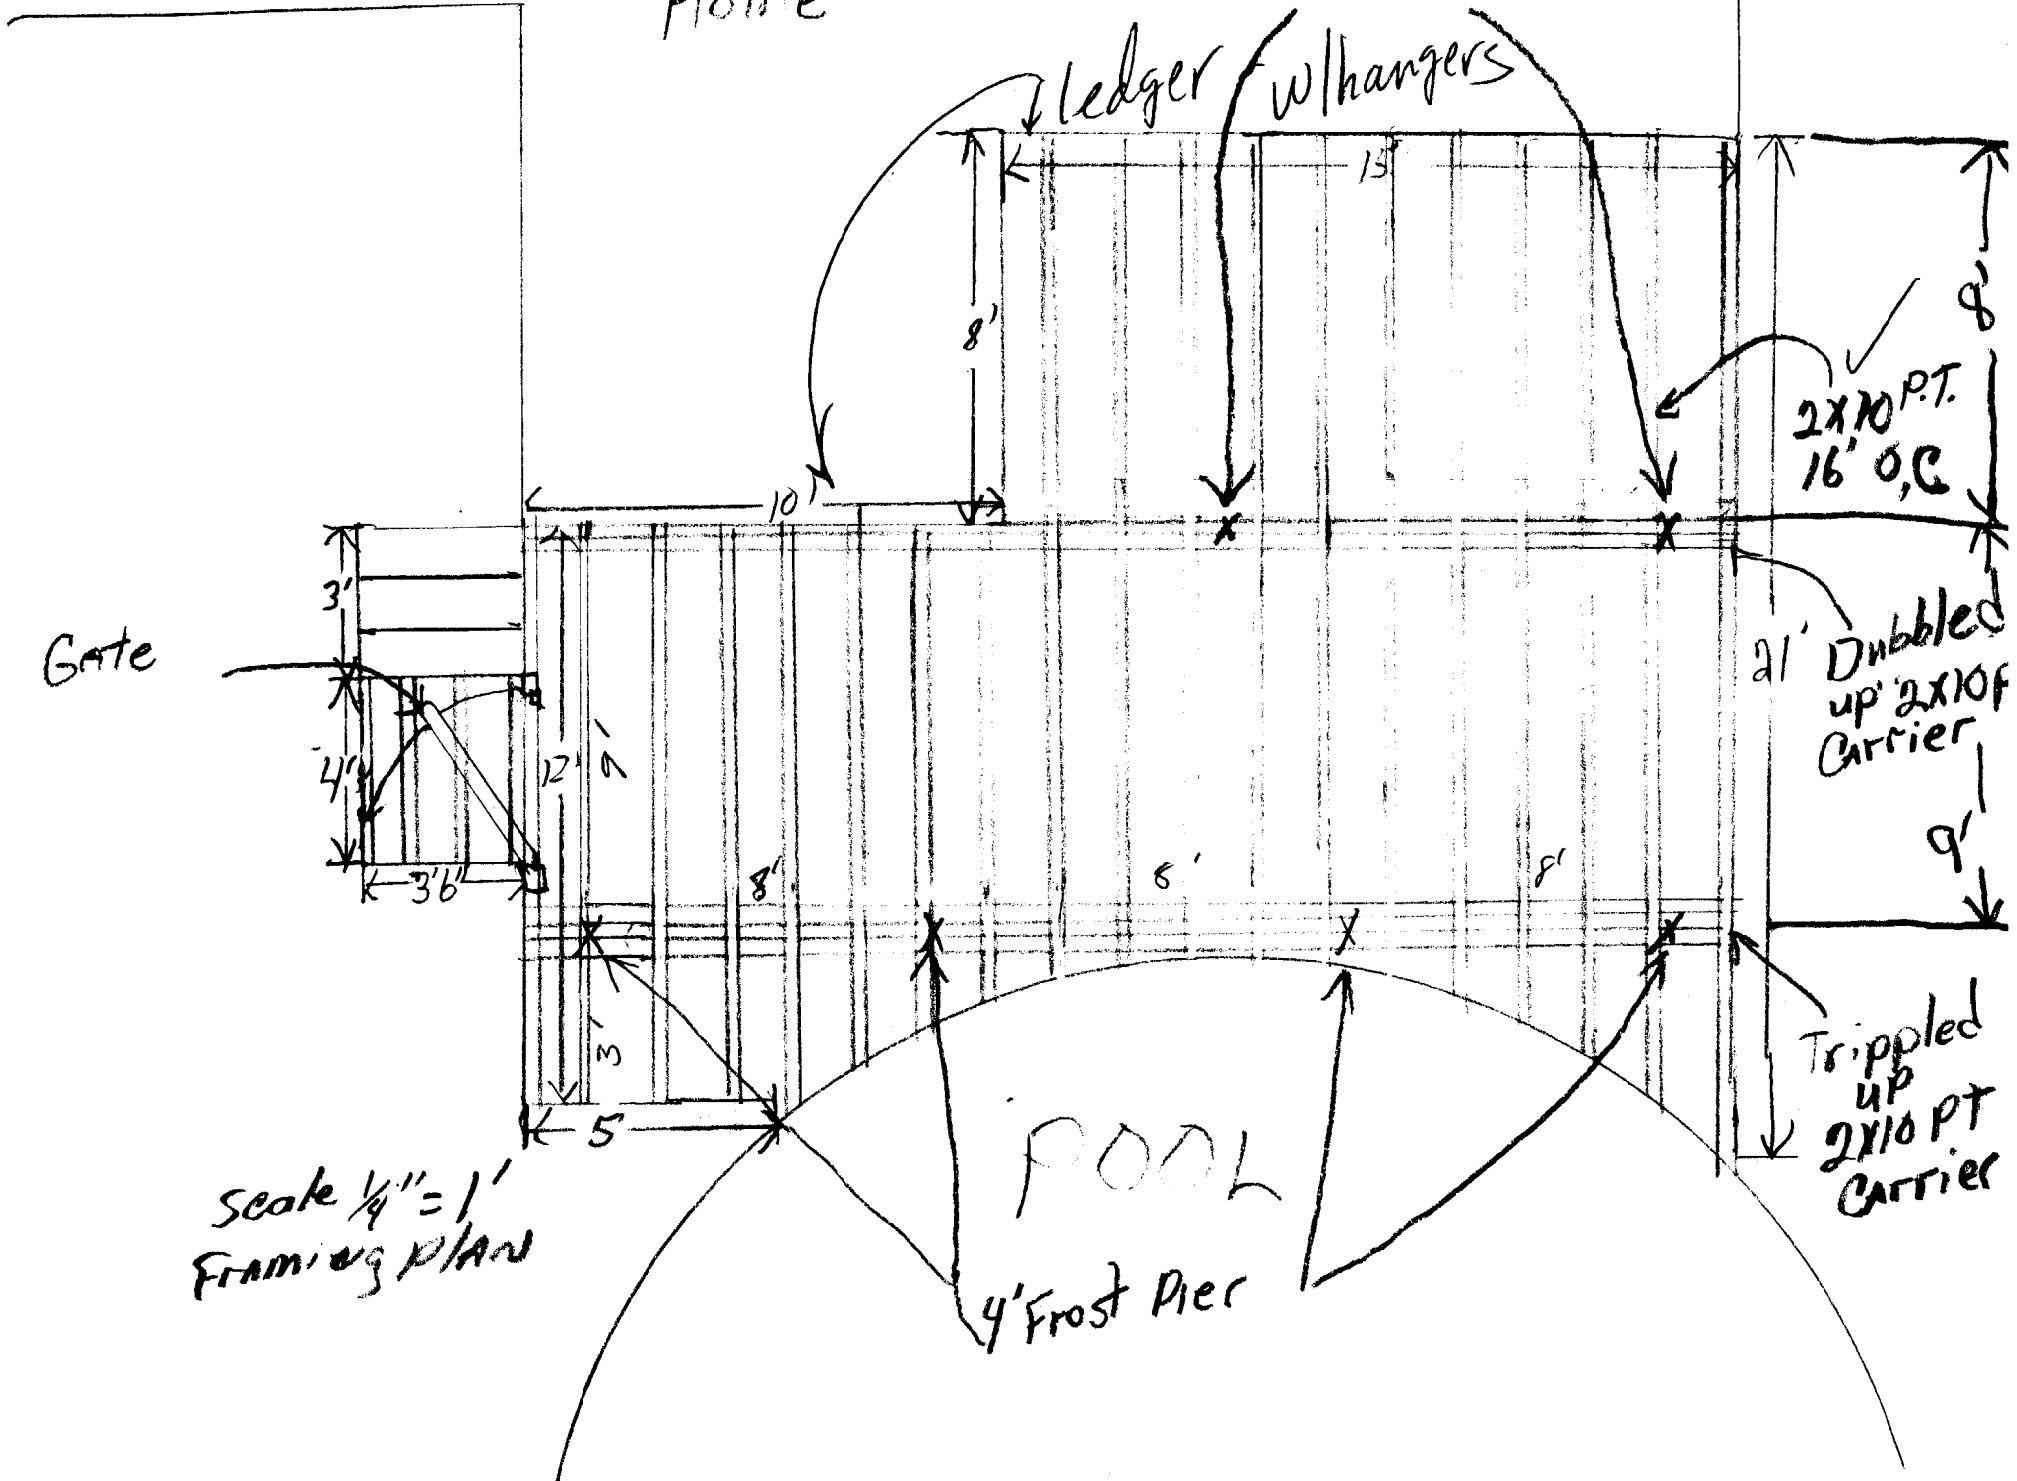 Home
ledger w/hangers
15'
8'
8'
2X10 P.T.
16' O,C
10'
3'
Gate
4'
3'6"
12'
9'
21'
Dubbled
up 2X10P
Carrier
9'
8'
8'
8'
3'
5'
POOL
Trippled
up
2X10 PT
Carrier
Scale 1/4" = 1'
Framing Plan
4' Frost Pier